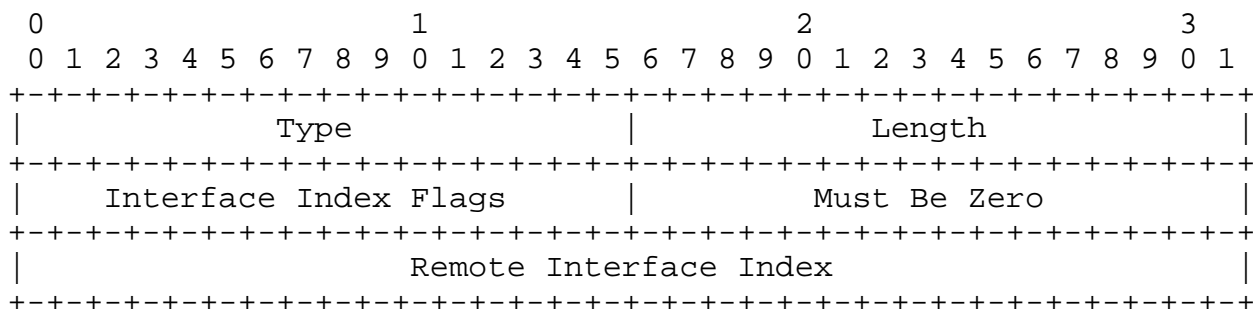 0                   1                   2                   3
 0 1 2 3 4 5 6 7 8 9 0 1 2 3 4 5 6 7 8 9 0 1 2 3 4 5 6 7 8 9 0 1
+-+-+-+-+-+-+-+-+-+-+-+-+-+-+-+-+-+-+-+-+-+-+-+-+-+-+-+-+-+-+-+-+
|             Type              |            Length             |
+-+-+-+-+-+-+-+-+-+-+-+-+-+-+-+-+-+-+-+-+-+-+-+-+-+-+-+-+-+-+-+-+
|    Interface Index Flags      |         Must Be Zero          |
+-+-+-+-+-+-+-+-+-+-+-+-+-+-+-+-+-+-+-+-+-+-+-+-+-+-+-+-+-+-+-+-+
|                    Remote Interface Index                     |
+-+-+-+-+-+-+-+-+-+-+-+-+-+-+-+-+-+-+-+-+-+-+-+-+-+-+-+-+-+-+-+-+